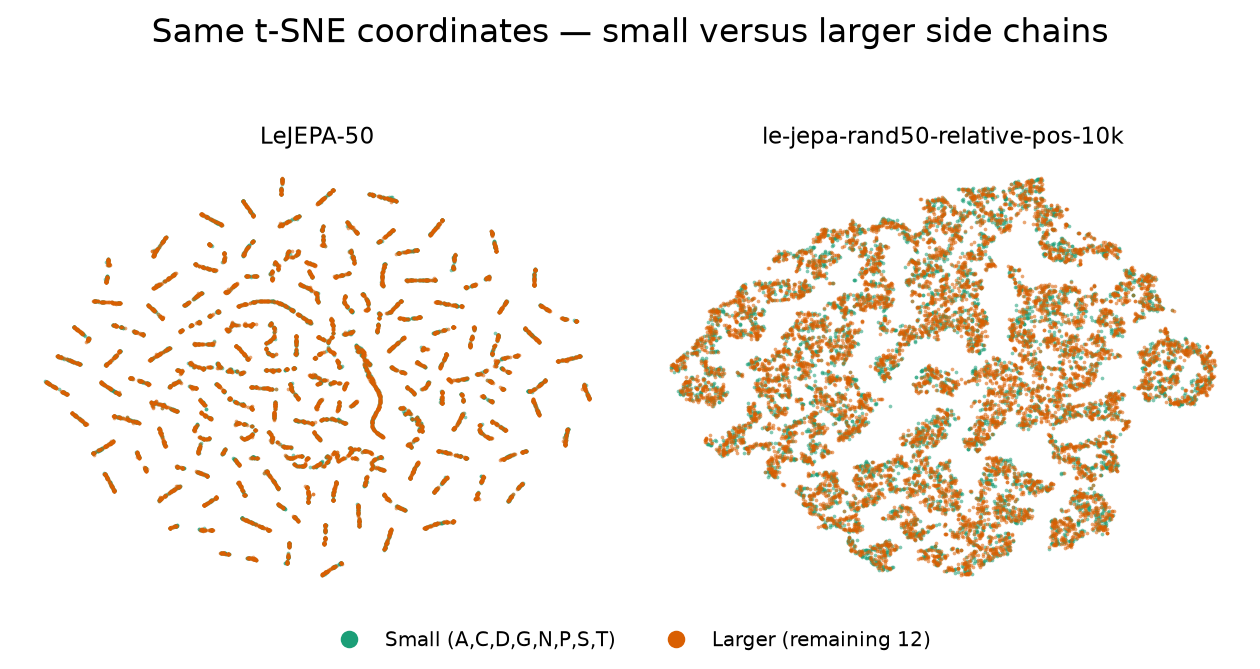 Same t-SNE coordinates — small versus larger side chains
LeJEPA-50
le-jepa-rand50-relative-pos-10k
Small (A,C,D,G,N,P,S,T)
Larger (remaining 12)